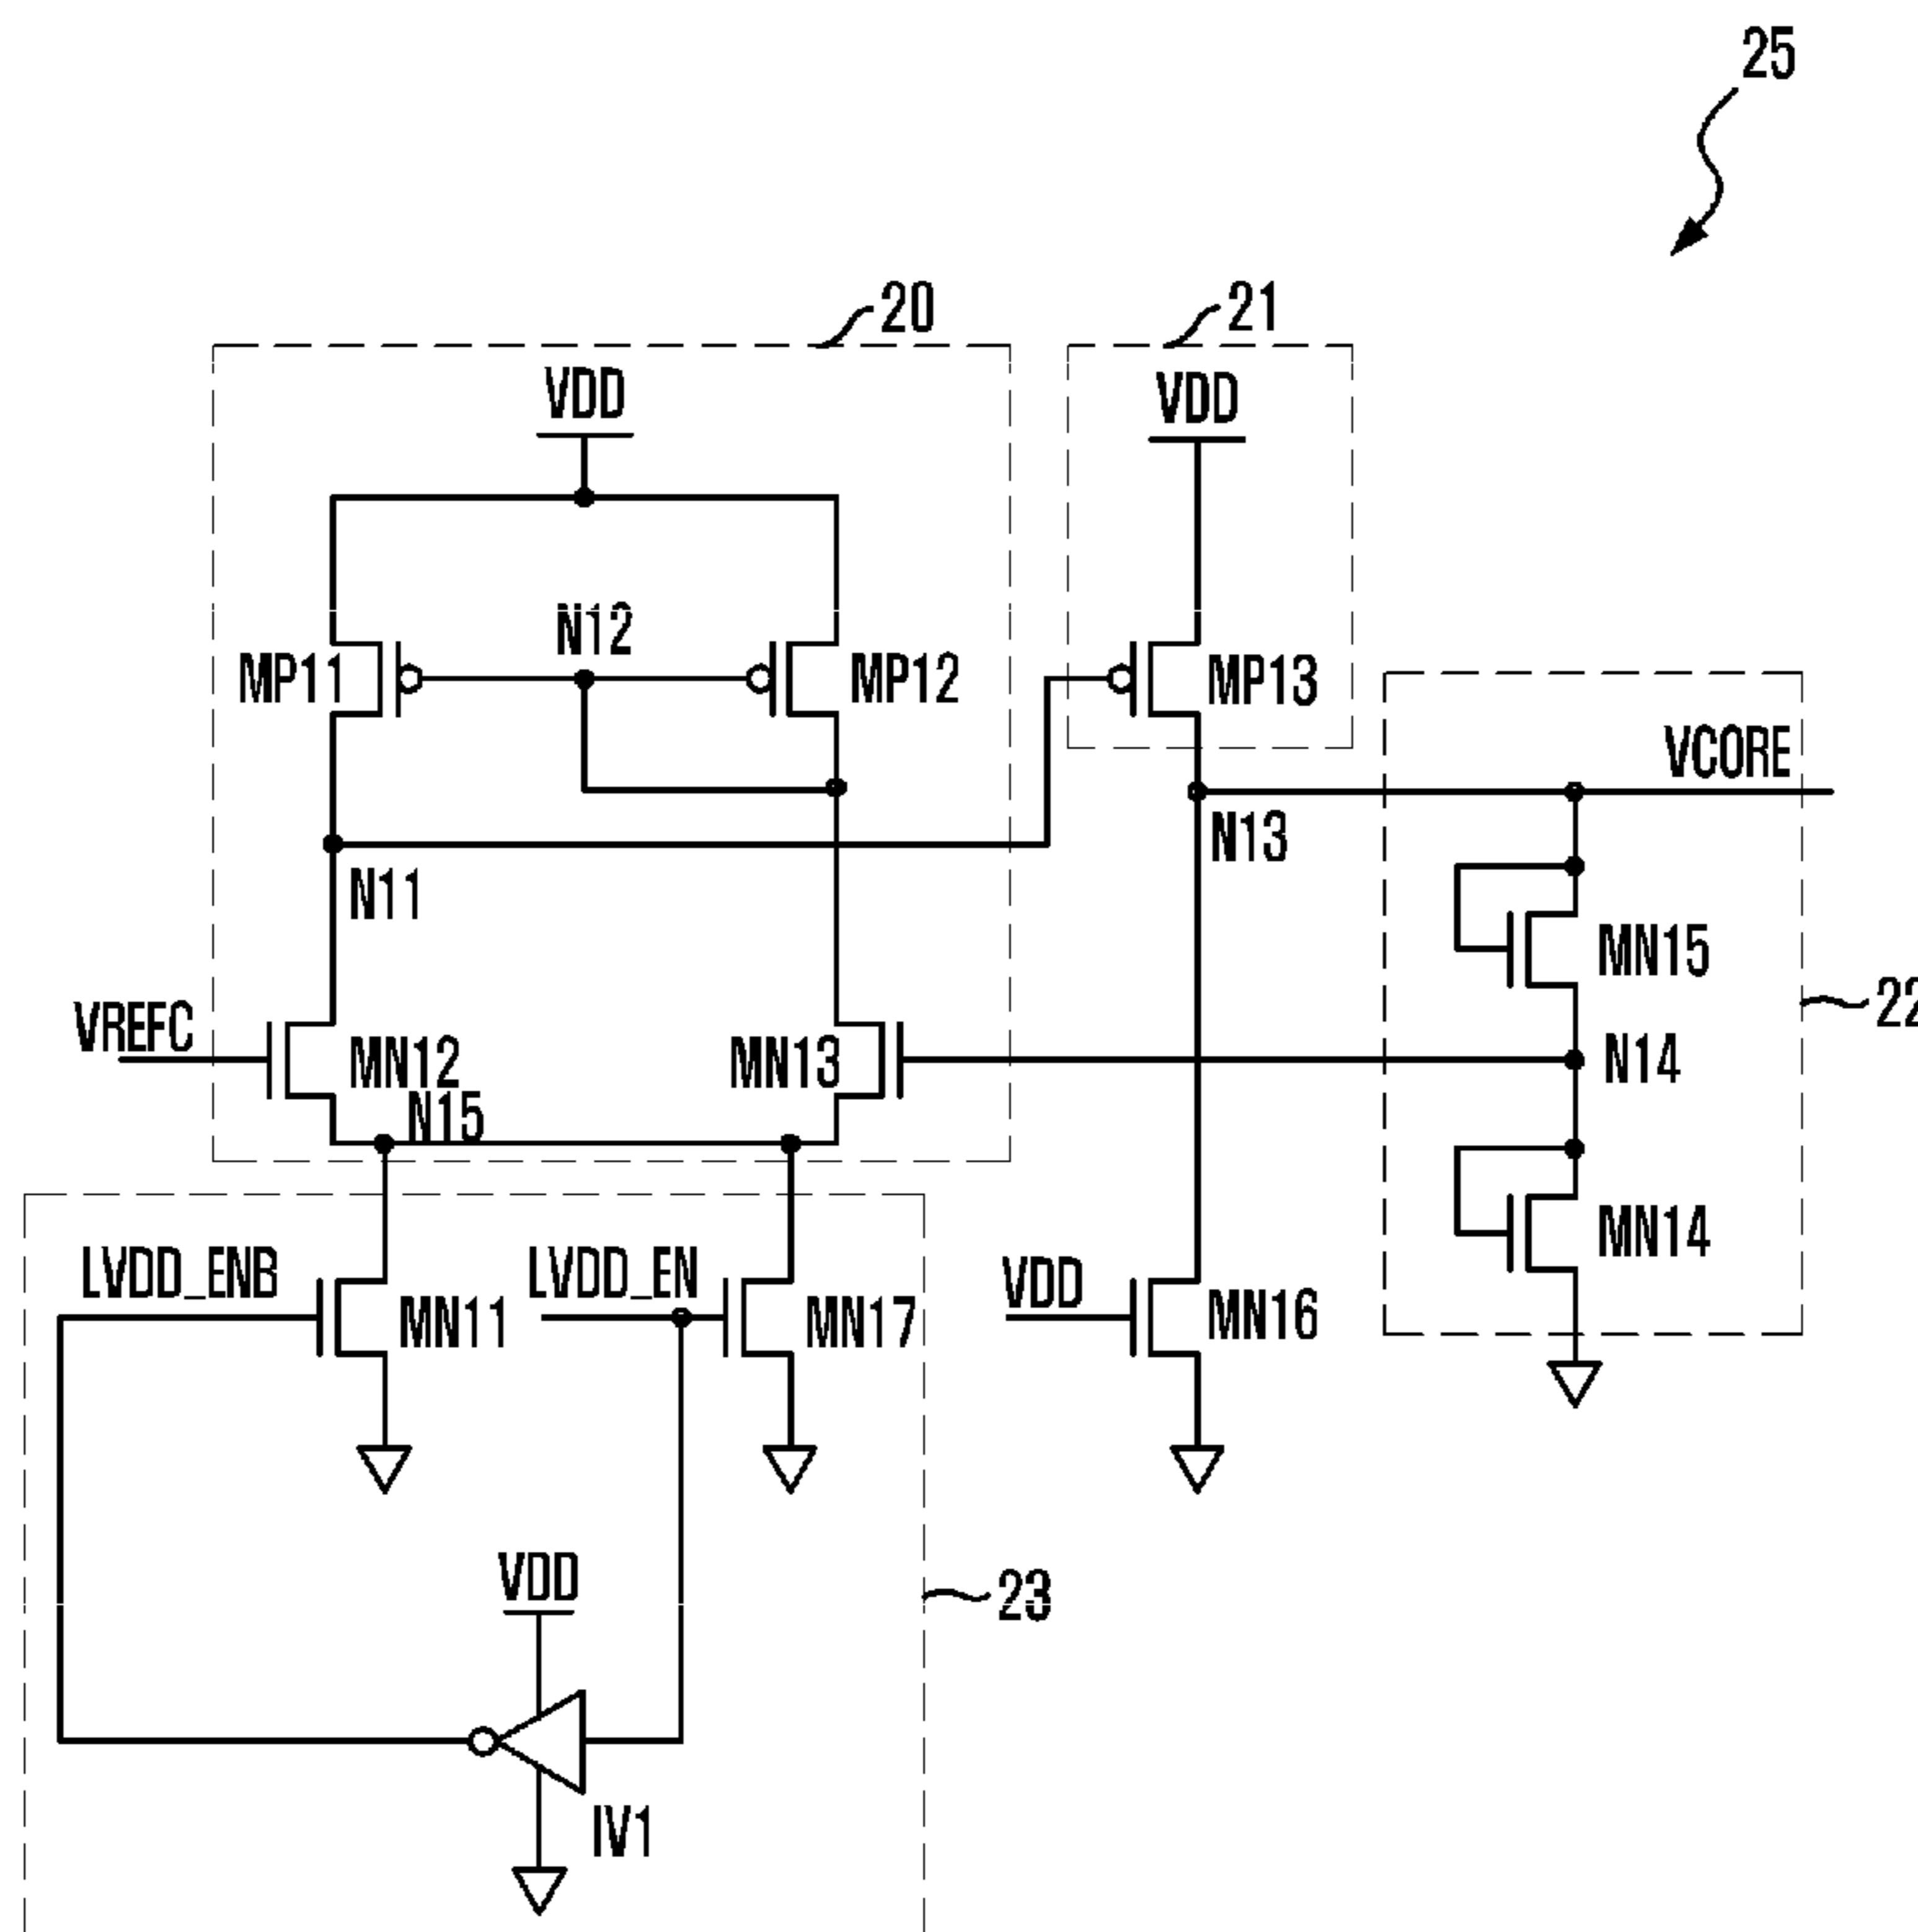 25
20
21
VDD
VDD
N12
MP11
MP12
MP13
VCORE
N13
N11
MN15
VREFC
22
MN12
MN13
N14
N15
MN14
LVDD_ENB
LVDD_EN
VDD
MN11
MN17
MN16
VDD
23
IV1